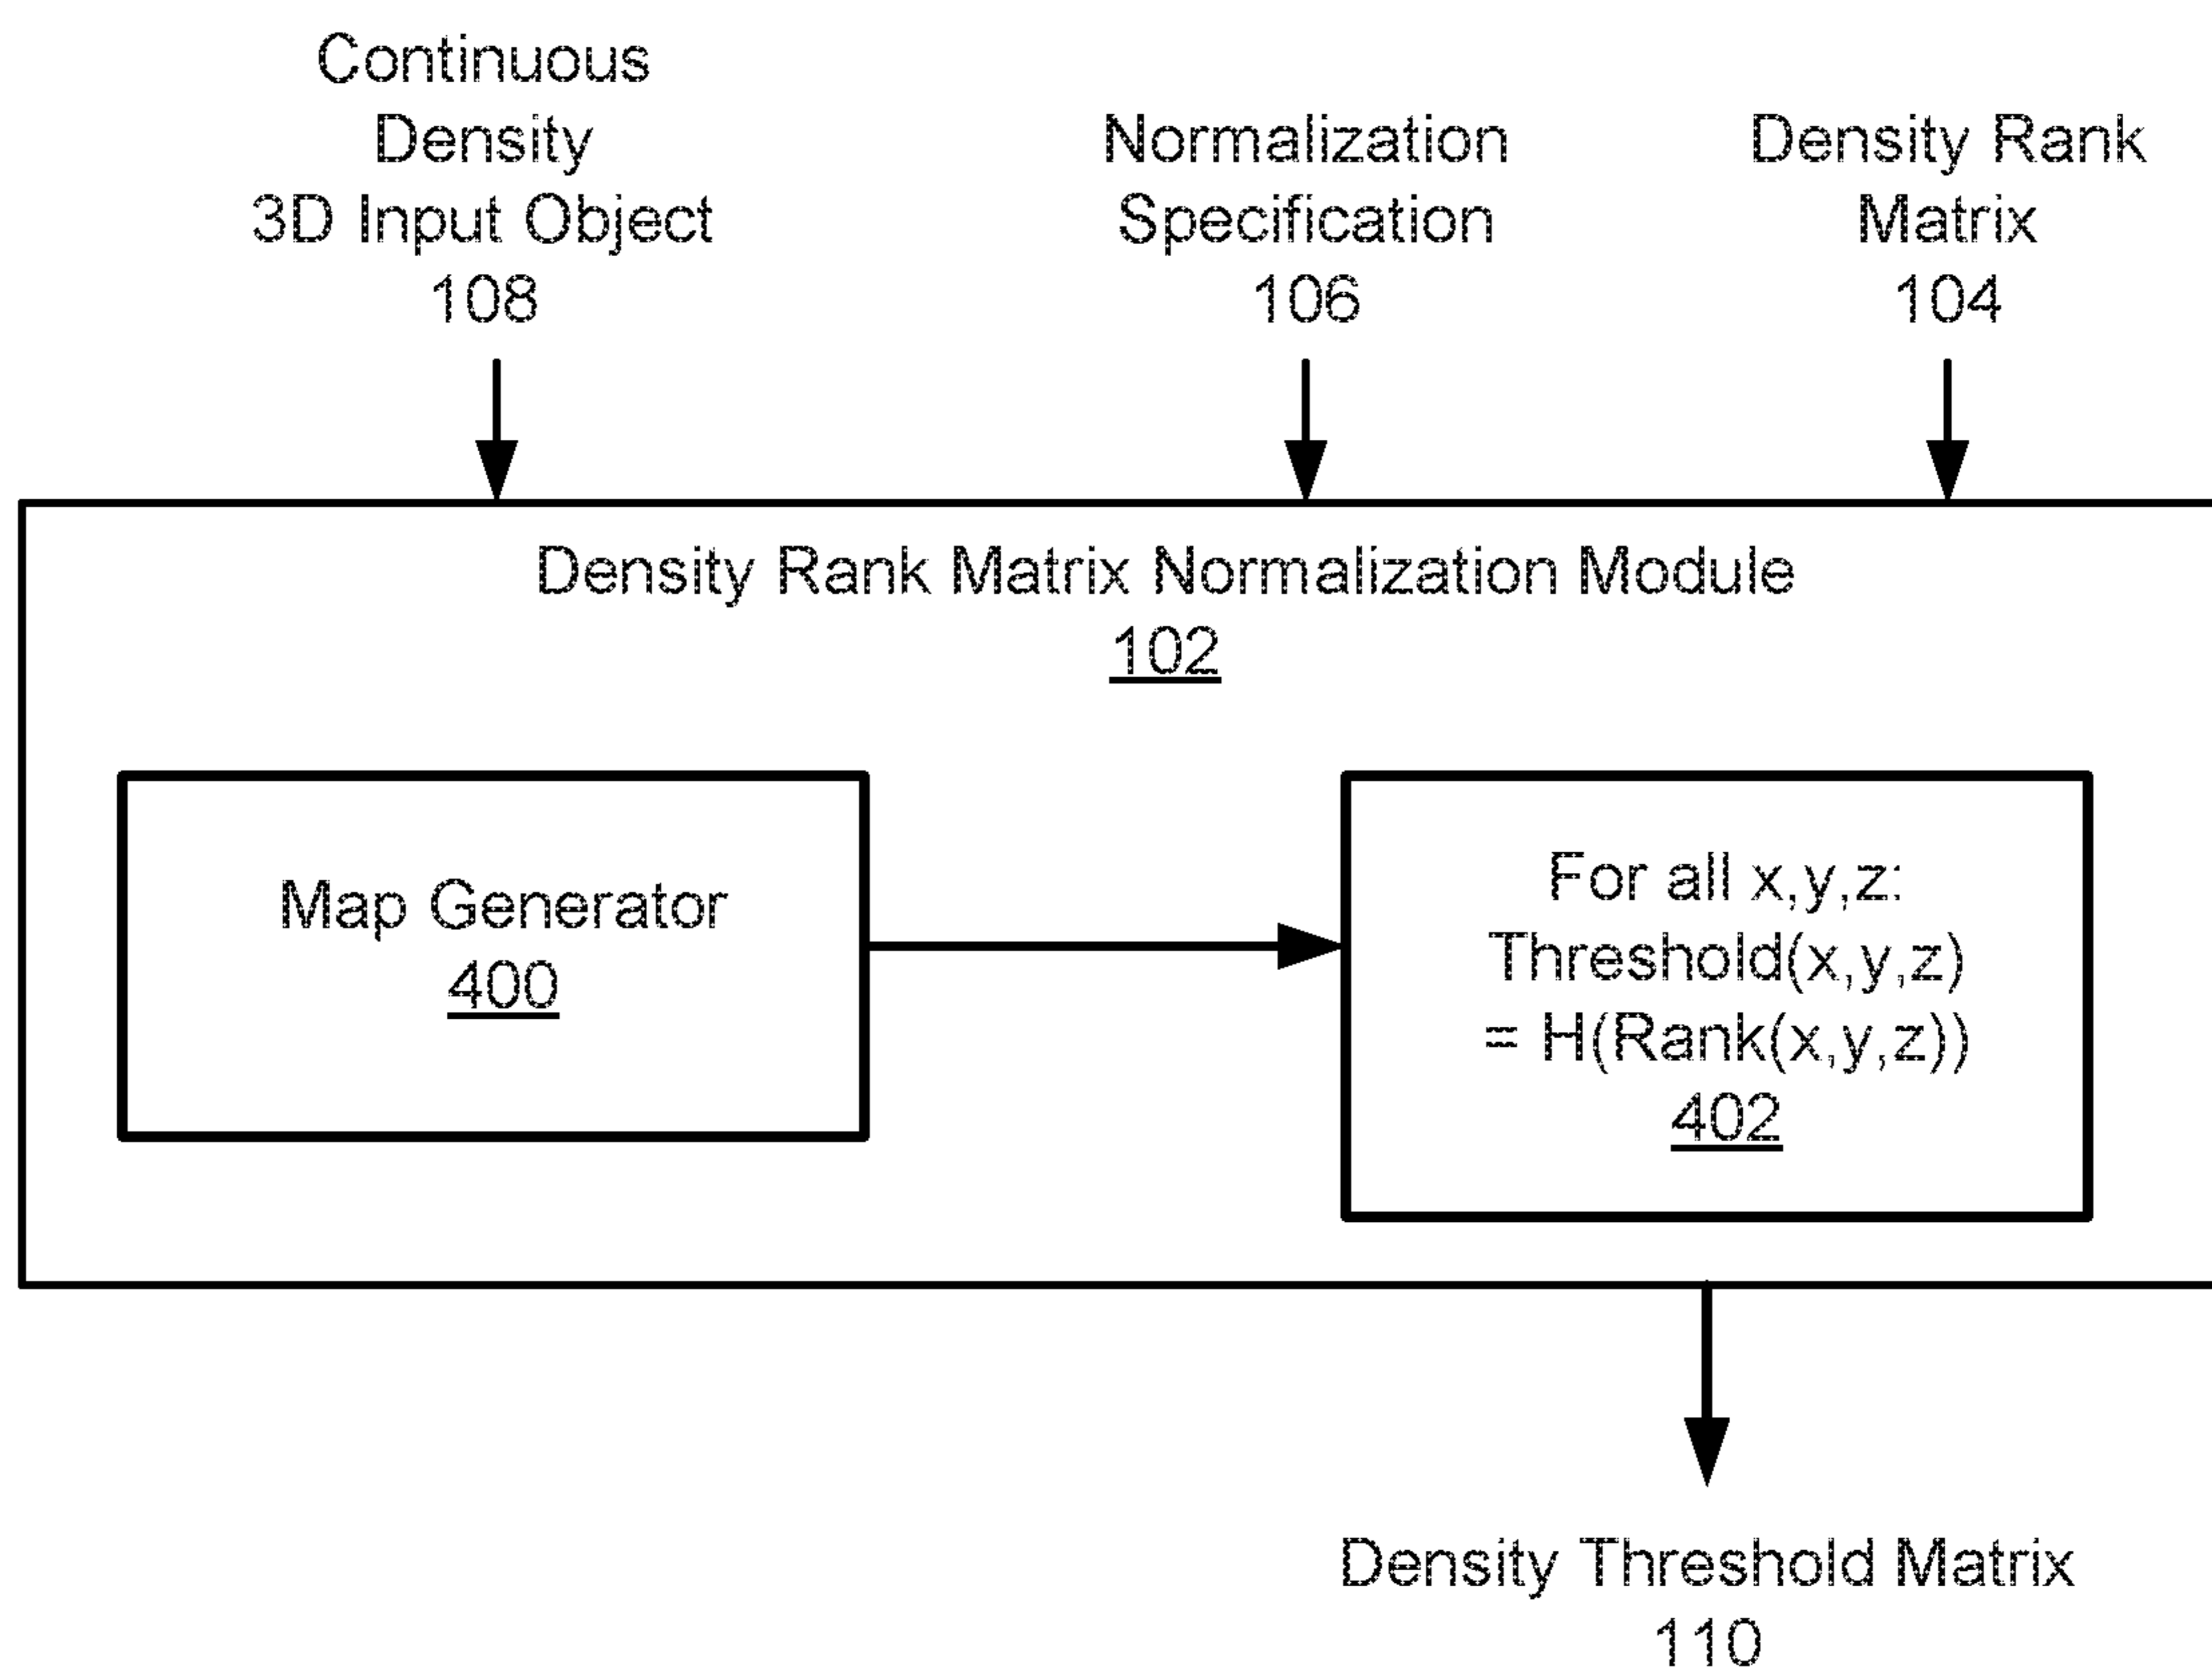 Continuous
Density
3D Input Object
108
Normalization
Specification
106
Density Rank
Matrix
104
Density Rank Matrix Normalization Module
102
Map Generator
400
For all x,y,z:
Threshold(x,y,z)
= H(Rank(x,y,z))
402
Density Threshold Matrix
110